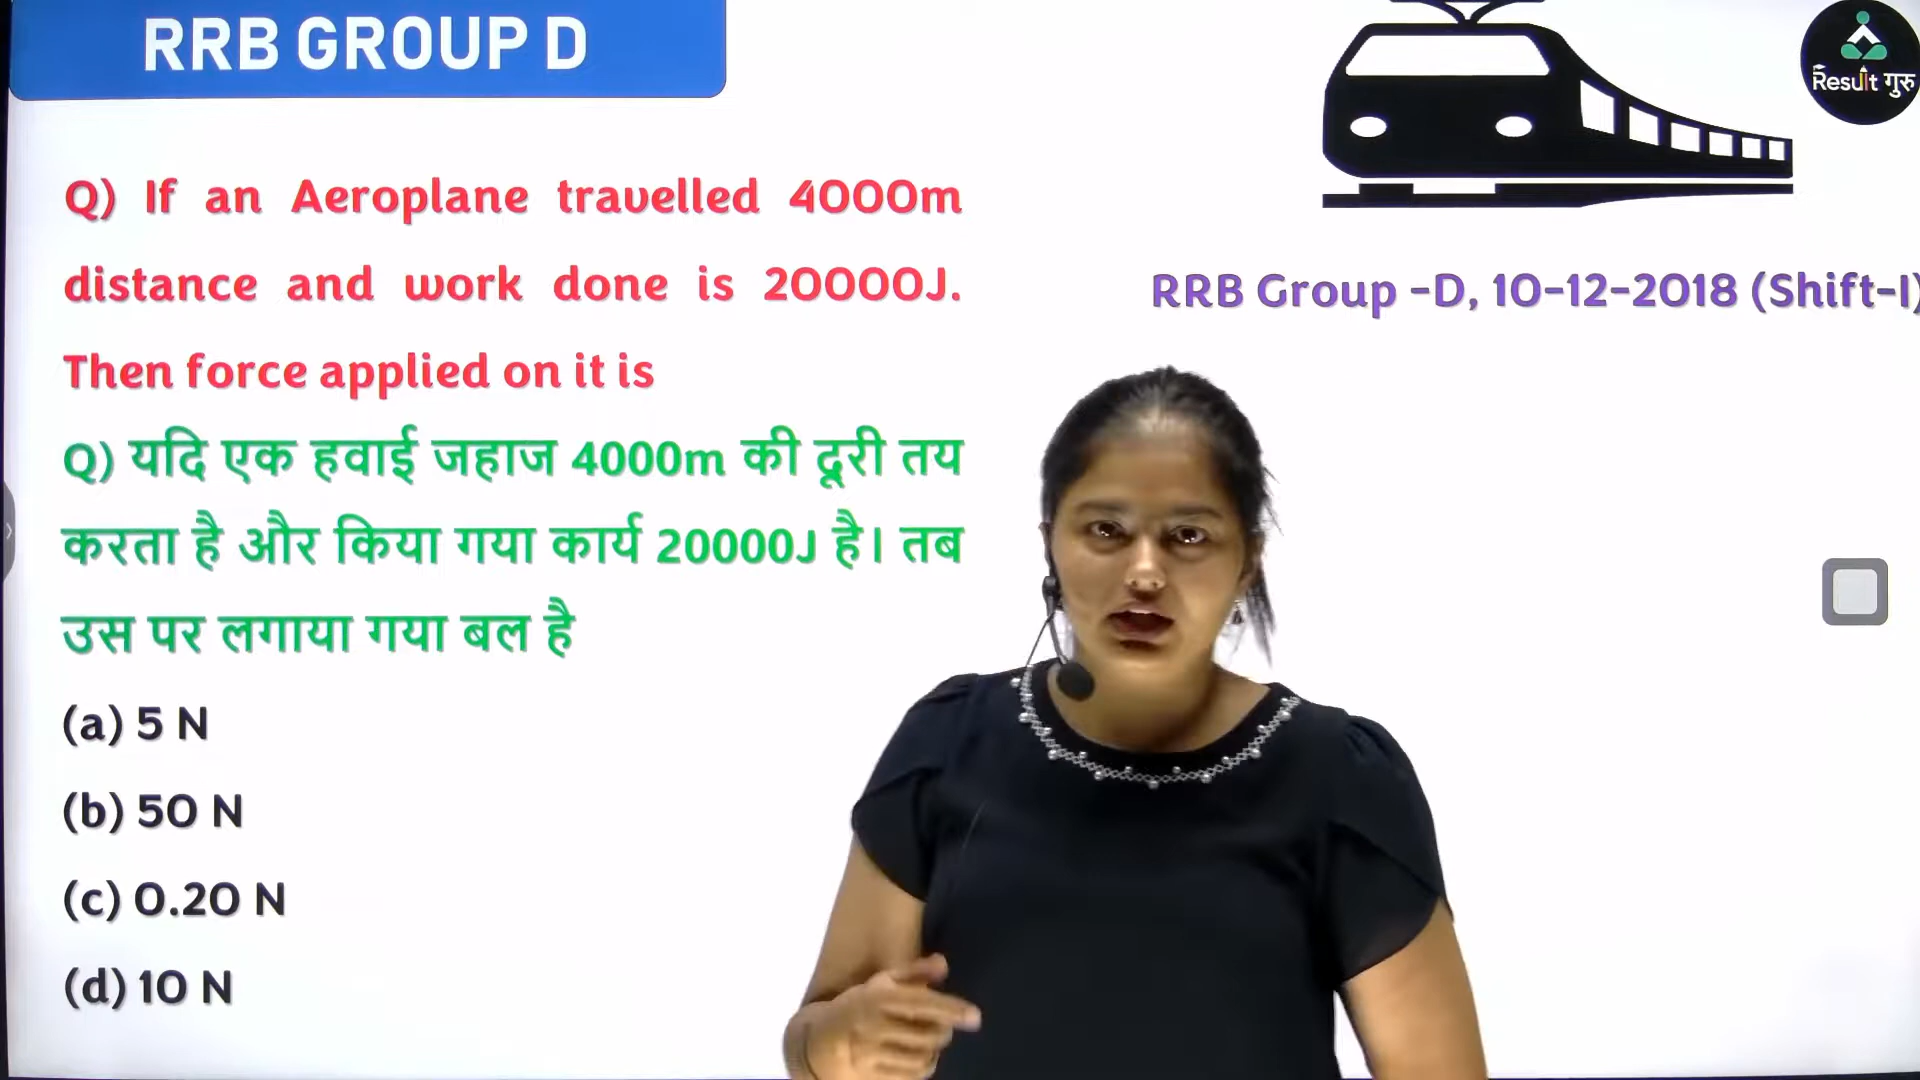 RRB GROUP D
Result गुरु
Q) If an Aeroplane travelled 4000m
distance and work done is 20000J.
Then force applied on it is
RRB Group -D, 10-12-2018 (Shift-I)
Q) यदि एक हवाई जहाज 4000m की दूरी तय
करता है और किया गया कार्य 20000J है। तब
उस पर लगाया गया बल है
(a) 5 N
(b) 50 N
(c) 0.20 N
(d) 10 N